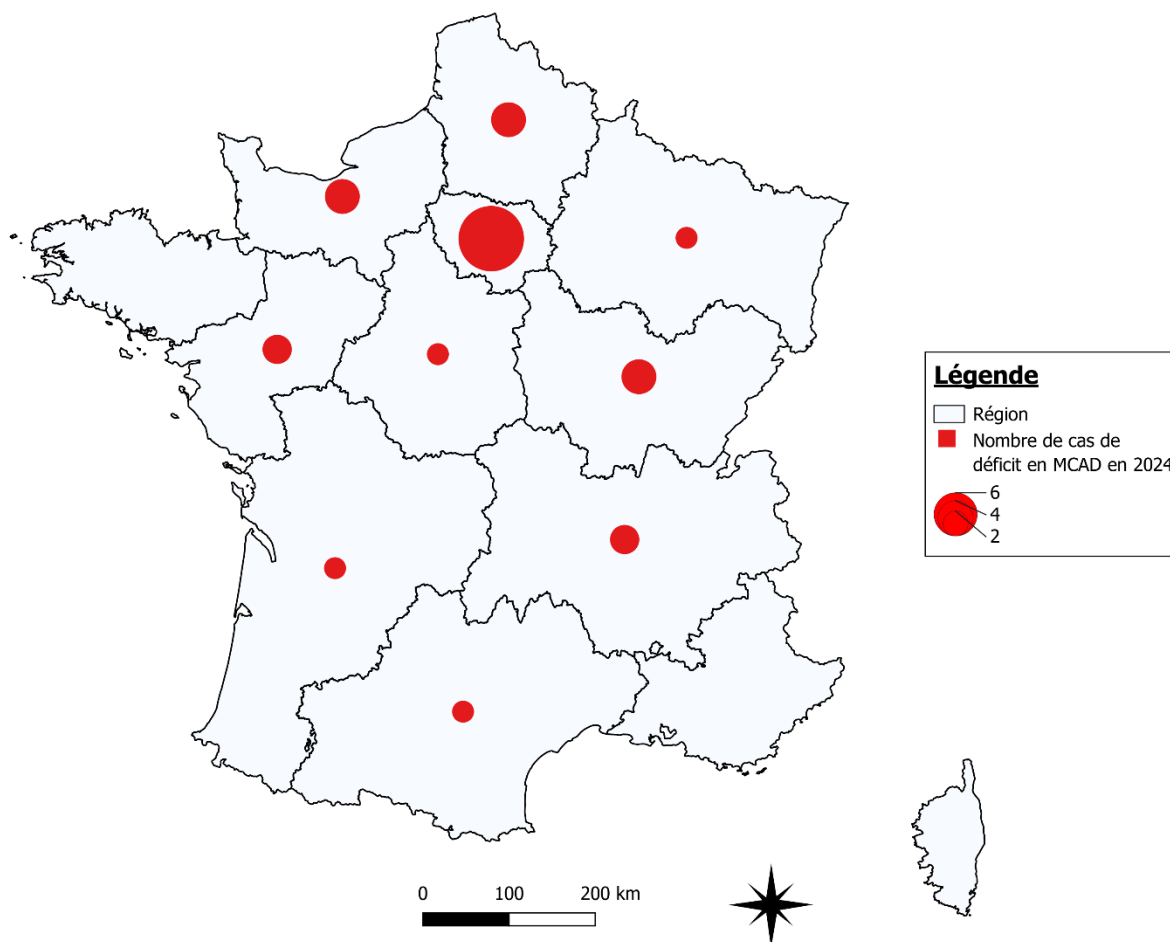 Légende
Région
Nombre de cas de
déficit en MCAD en 2024
6
4
2
0 100 200 km